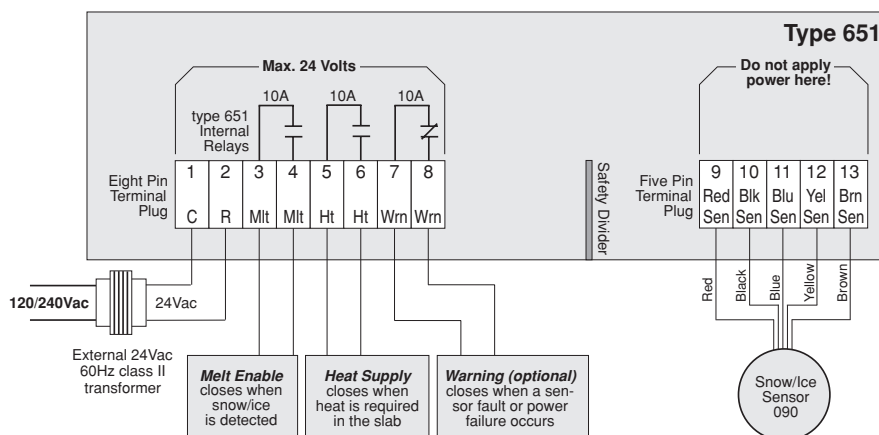 Type 651
Max. 24 Volts
Do not apply
power here!
10A
10A
10A
type 651
Internal
Relays
Eight Pin
Terminal
Plug
1 2 3 4 5 6 7 8
C R Mlt Mlt Ht Ht Wrn Wrn
Safety Divider
Five Pin
Terminal
Plug
9 10 11 12 13
Red Blk Blu Yel Brn
Sen Sen Sen Sen Sen
Red
Black
Blue
Yellow
Brown
120/240Vac
24Vac
External 24Vac
60Hz class II
transformer
Melt Enable
closes when
snow/ice
is detected
Heat Supply
closes when
heat is required
in the slab
Warning (optional)
closes when a sen-
sor fault or power
failure occurs
Snow/Ice
Sensor
090